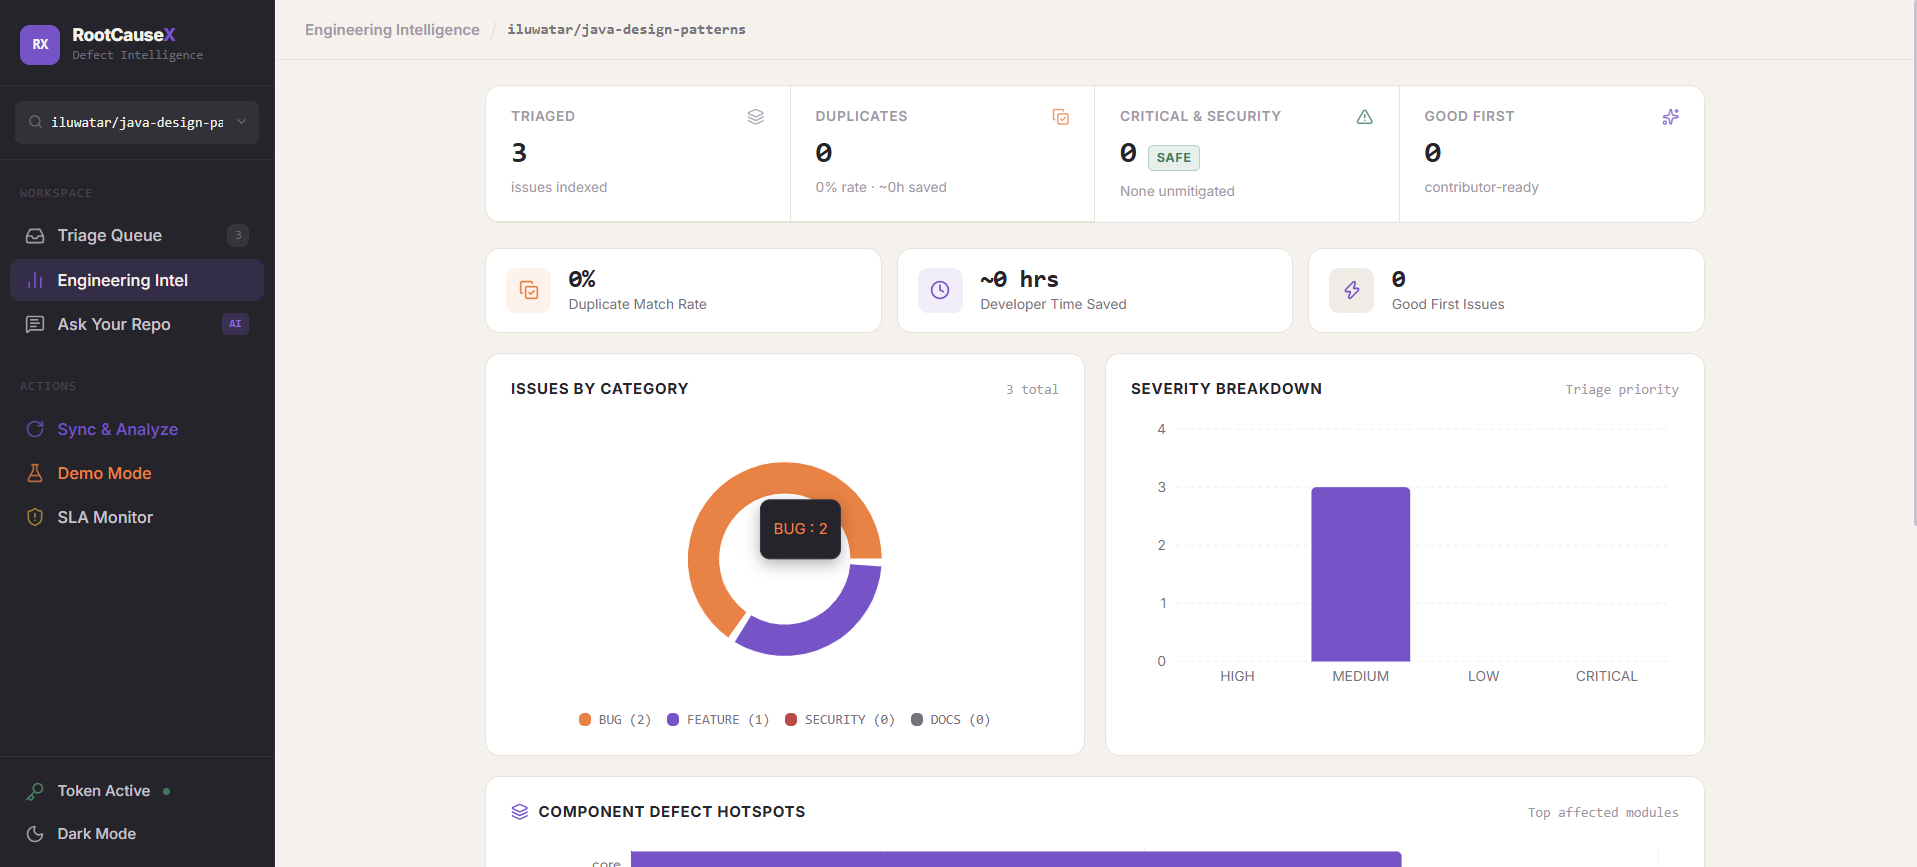 RX
RootCauseX
Defect Intelligence
iluwatar/java-design-pa
WORKSPACE
Triage Queue 3
Engineering Intel
Ask Your Repo AI
ACTIONS
Sync & Analyze
Demo Mode
SLA Monitor
Token Active
Dark Mode
Engineering Intelligence / iluwatar/java-design-patterns
TRIAGED
3
issues indexed
DUPLICATES
0
0% rate · ~0h saved
CRITICAL & SECURITY
0 SAFE
None unmitigated
GOOD FIRST
0
contributor-ready
0%
Duplicate Match Rate
~0 hrs
Developer Time Saved
0
Good First Issues
ISSUES BY CATEGORY 3 total
BUG : 2
BUG (2) FEATURE (1) SECURITY (0) DOCS (0)
SEVERITY BREAKDOWN Triage priority
4
3
2
1
0
HIGH MEDIUM LOW CRITICAL
COMPONENT DEFECT HOTSPOTS Top affected modules
core